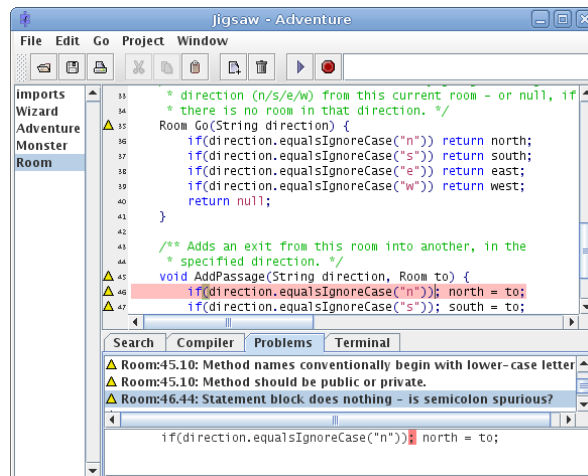 Jigsaw - Adventure
File Edit Go Project Window
imports
Wizard
Adventure
Monster
Room
33 * direction (n/s/e/w) from this current room - or null, if
34 * there is no room in that direction. */
35 Room Go(String direction) {
36 if(direction.equalsIgnoreCase("n")) return north;
37 if(direction.equalsIgnoreCase("s")) return south;
38 if(direction.equalsIgnoreCase("e")) return east;
39 if(direction.equalsIgnoreCase("w")) return west;
40 return null;
41 }
42
43 /** Adds an exit from this room into another, in the
44 * specified direction. */
45 void AddPassage(String direction, Room to) {
46 if(direction.equalsIgnoreCase("n")); north = to;
47 if(direction.equalsIgnoreCase("s")); south = to;
Search Compiler Problems Terminal
Room:45.10: Method names conventionally begin with lower-case letter
Room:45.10: Method should be public or private.
Room:46.44: Statement block does nothing - is semicolon spurious?
if(direction.equalsIgnoreCase("n")); north = to;